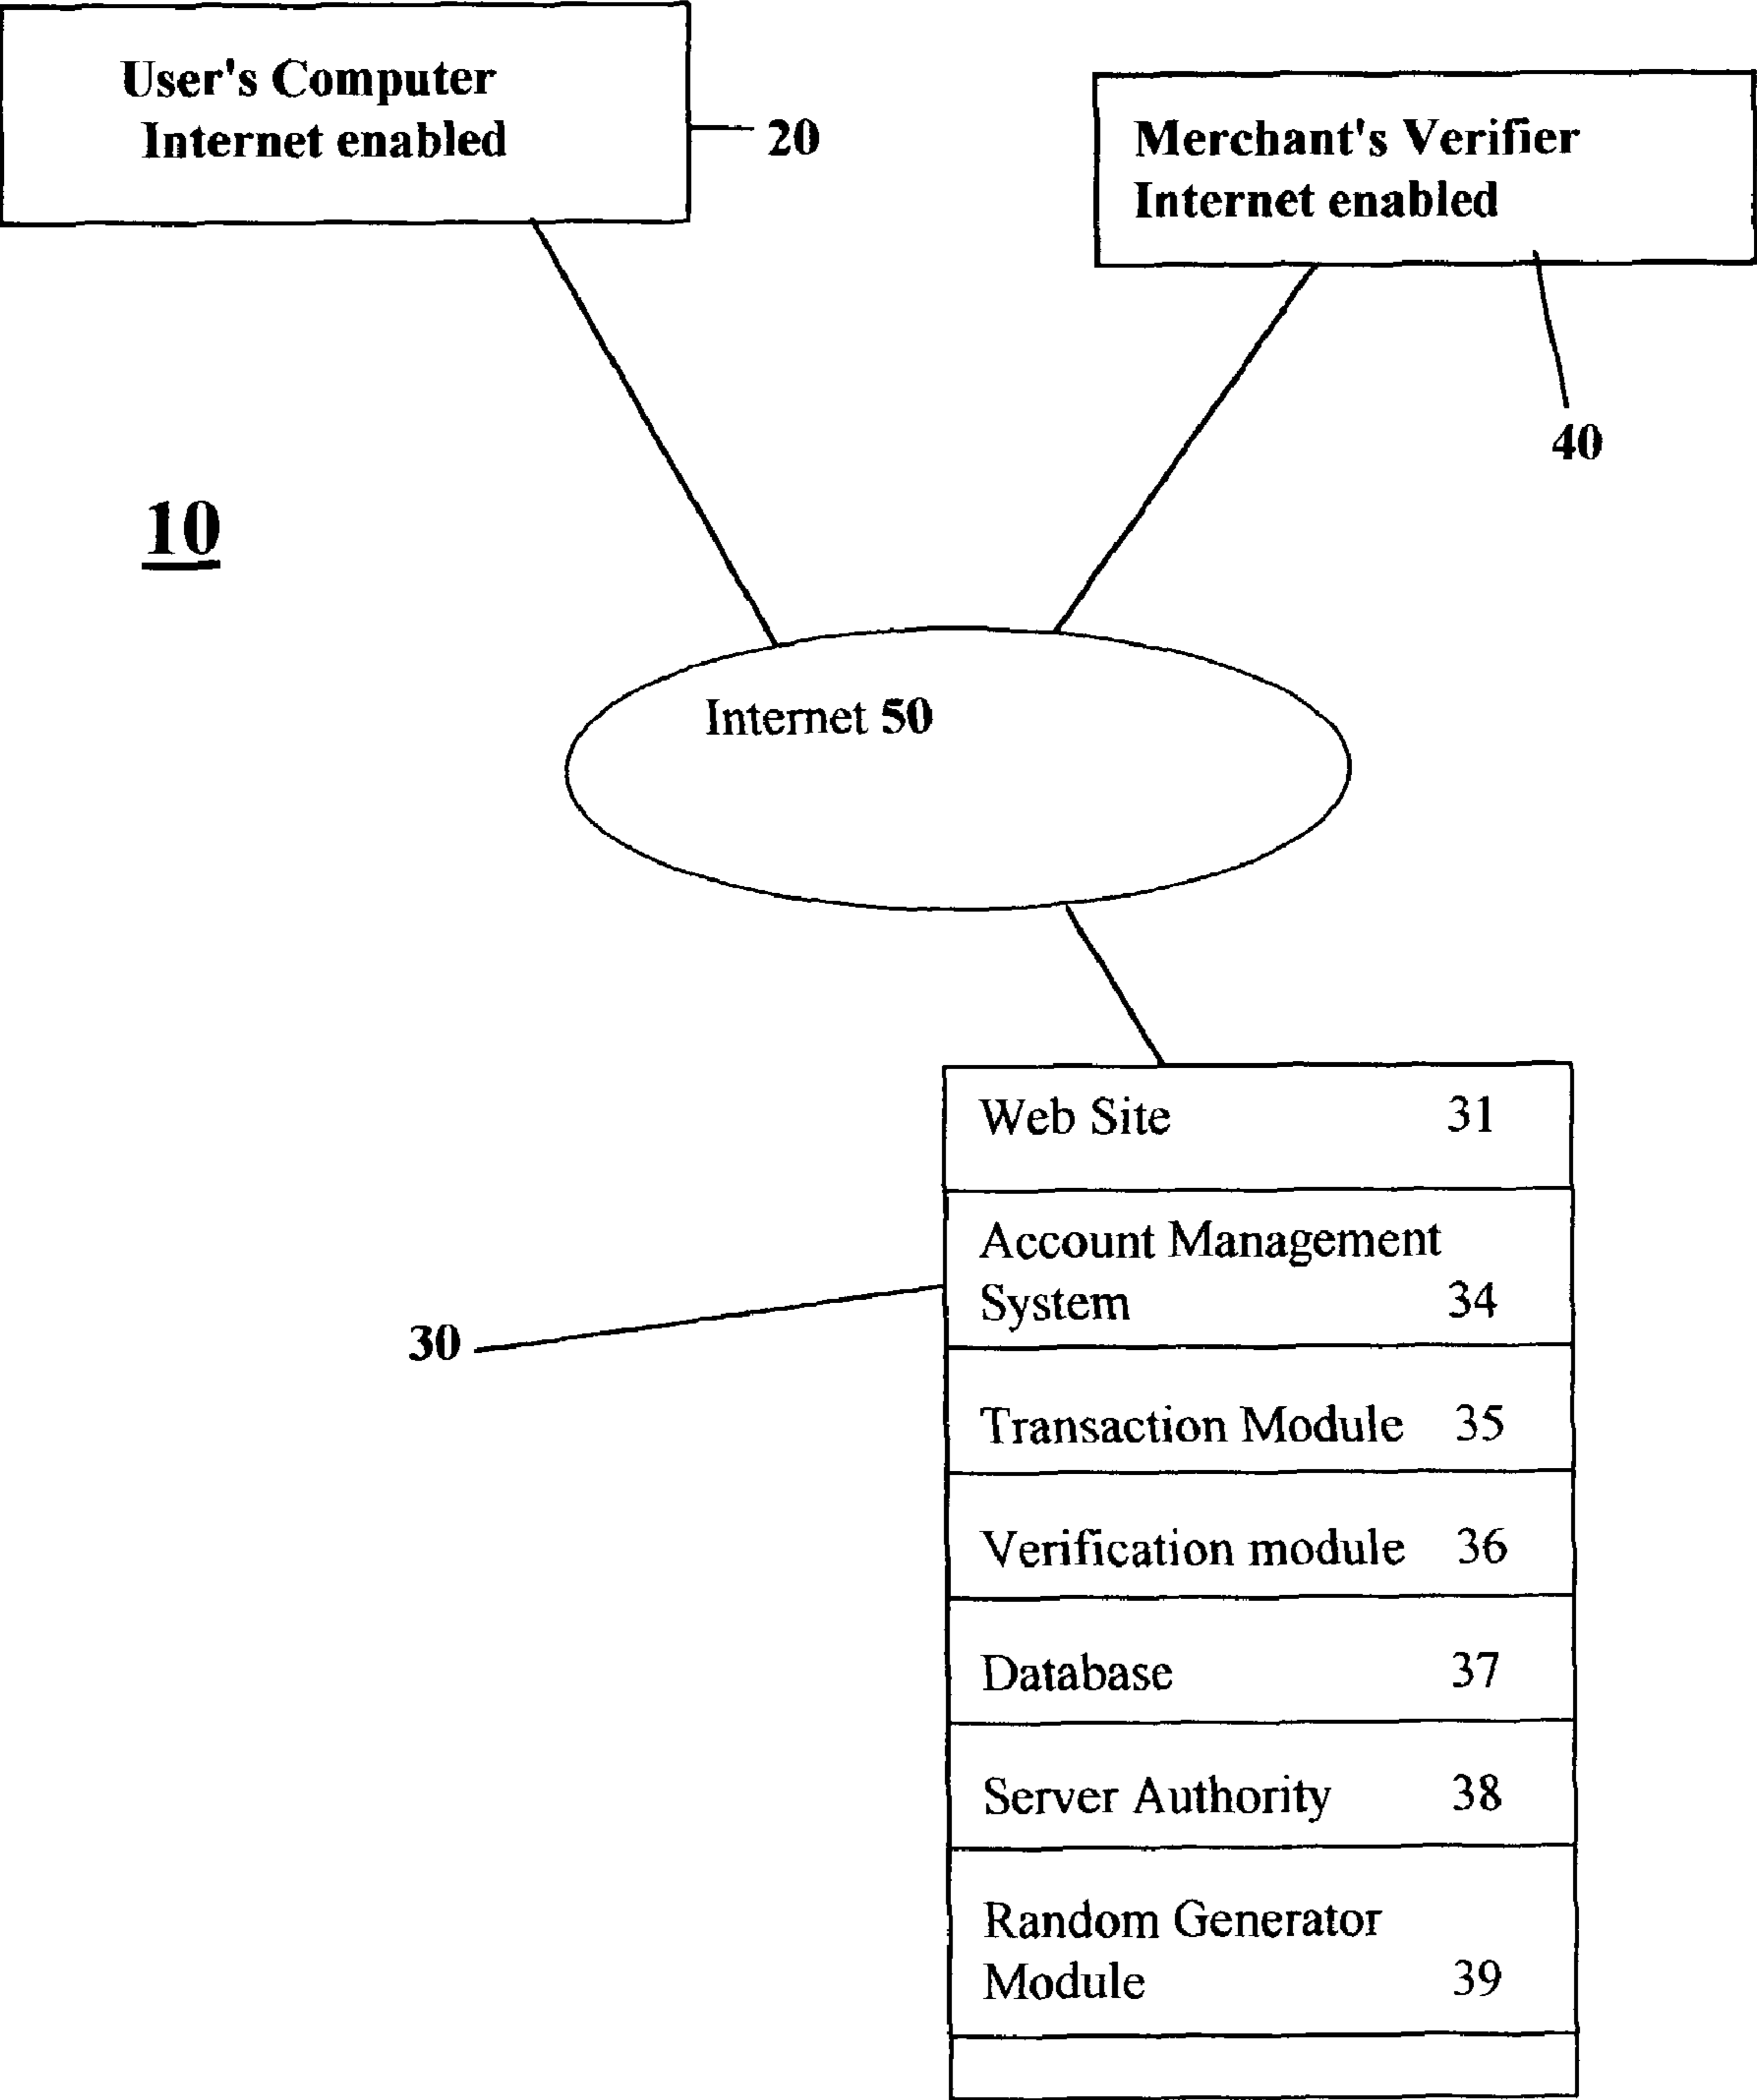 User's Computer
Internet enabled
20
Merchant's Verifier
Internet enabled
40
10
Internet 50
Web Site 31
Account Management
System 34
30
Transaction Module 35
Verification module 36
Database 37
Server Authority 38
Random Generator
Module 39